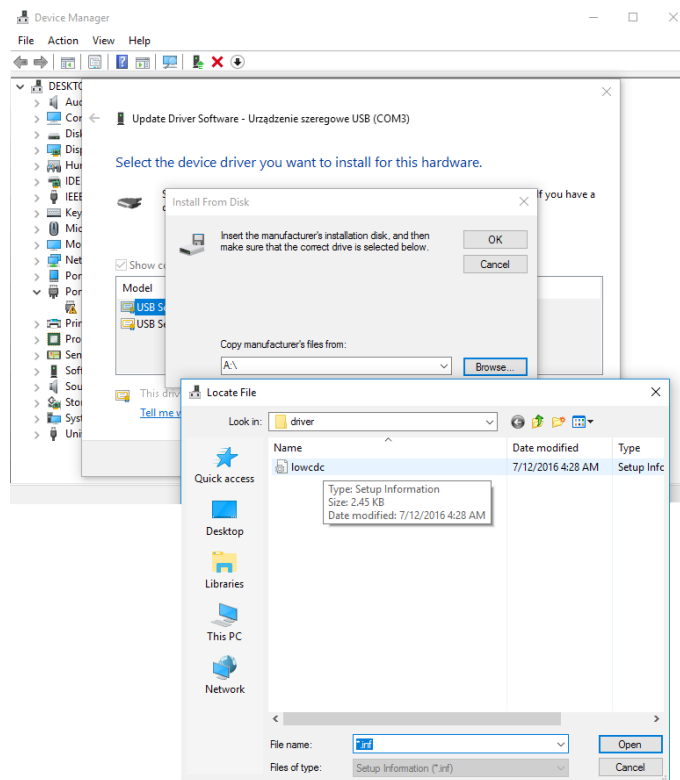 Device Manager
File Action View Help
DESKTO
Aud
Cor
Disk
Disp
Hum
IDE
IEEE
Key
Mic
Mo
Net
Por
Por
Prin
Pro
Sen
Soft
Sou
Sto
Syst
Uni
Update Driver Software - Urządzenie szeregowe USB (COM3)
Select the device driver you want to install for this hardware.
If you have a
Show co
Model
USB Se
USB Se
This driv
Tell me w
Install From Disk
Insert the manufacturer's installation disk, and then
make sure that the correct drive is selected below.
OK
Cancel
Copy manufacturer's files from:
A:\
Browse...
Locate File
Look in: driver
Name Date modified Type
lowcdc 7/12/2016 4:28 AM Setup Infc
Type: Setup Information
Size: 2.45 KB
Date modified: 7/12/2016 4:28 AM
Quick access
Desktop
Libraries
This PC
Network
File name: *.inf Open
Files of type: Setup Information (*.inf) Cancel